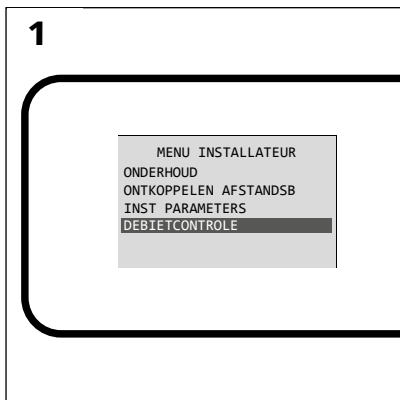 1
MENU INSTALLATEUR
ONDERHOUD
ONTKOPPELEN AFSTANDSB
INST PARAMETERS
DEBIETCONTROLE